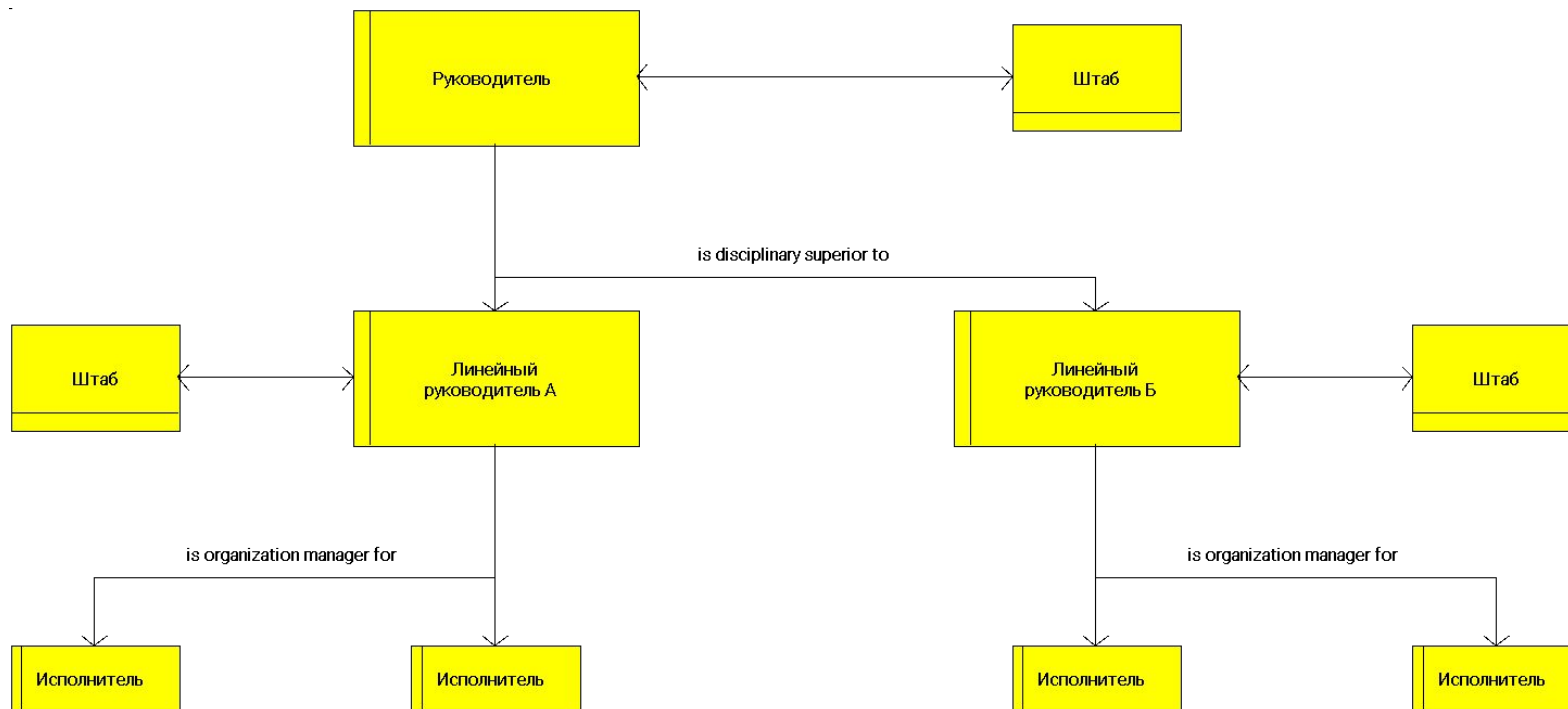 Руководитель
Штаб
is disciplinary superior to
Штаб
Линейный
руководитель А
Линейный
руководитель Б
Штаб
is organization manager for
is organization manager for
Исполнитель
Исполнитель
Исполнитель
Исполнитель